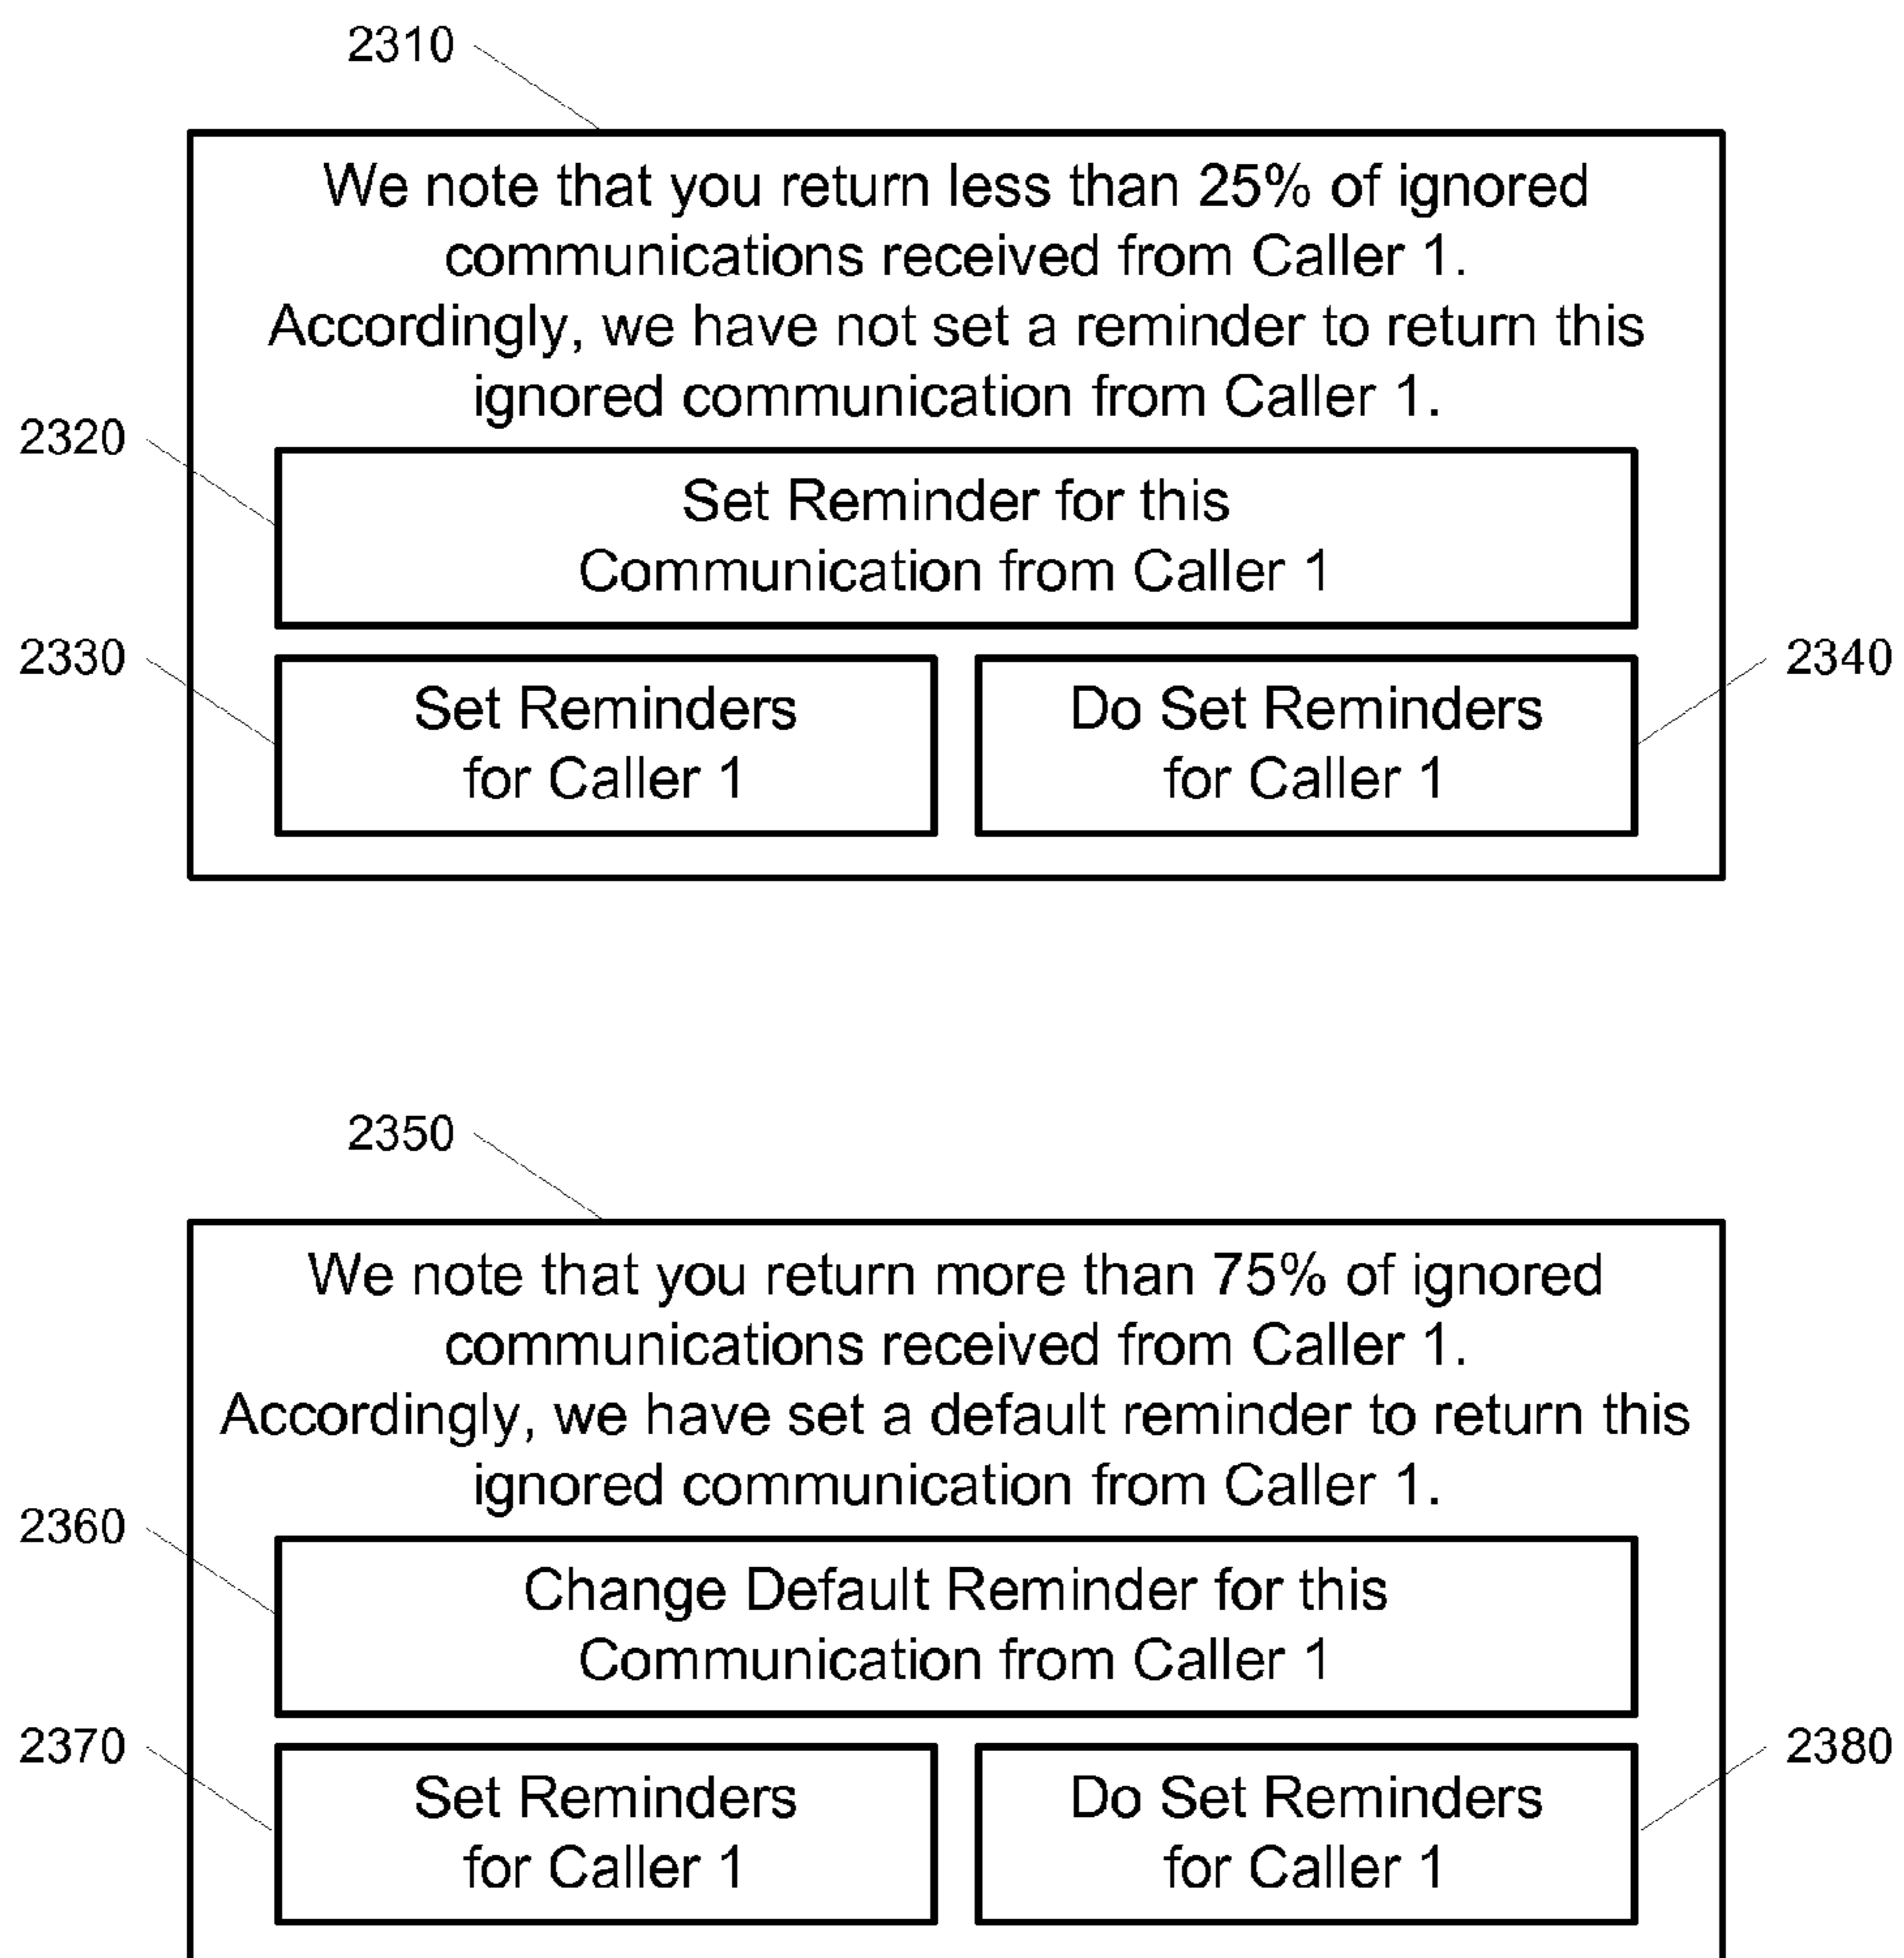 2310
We note that you return less than 25% of ignored
communications received from Caller 1.
Accordingly, we have not set a reminder to return this
ignored communication from Caller 1.
2320
Set Reminder for this
Communication from Caller 1
2330
Set Reminders
for Caller 1
Do Set Reminders
for Caller 1
2340
2350
We note that you return more than 75% of ignored
communications received from Caller 1.
Accordingly, we have set a default reminder to return this
ignored communication from Caller 1.
2360
Change Default Reminder for this
Communication from Caller 1
2370
Set Reminders
for Caller 1
Do Set Reminders
for Caller 1
2380